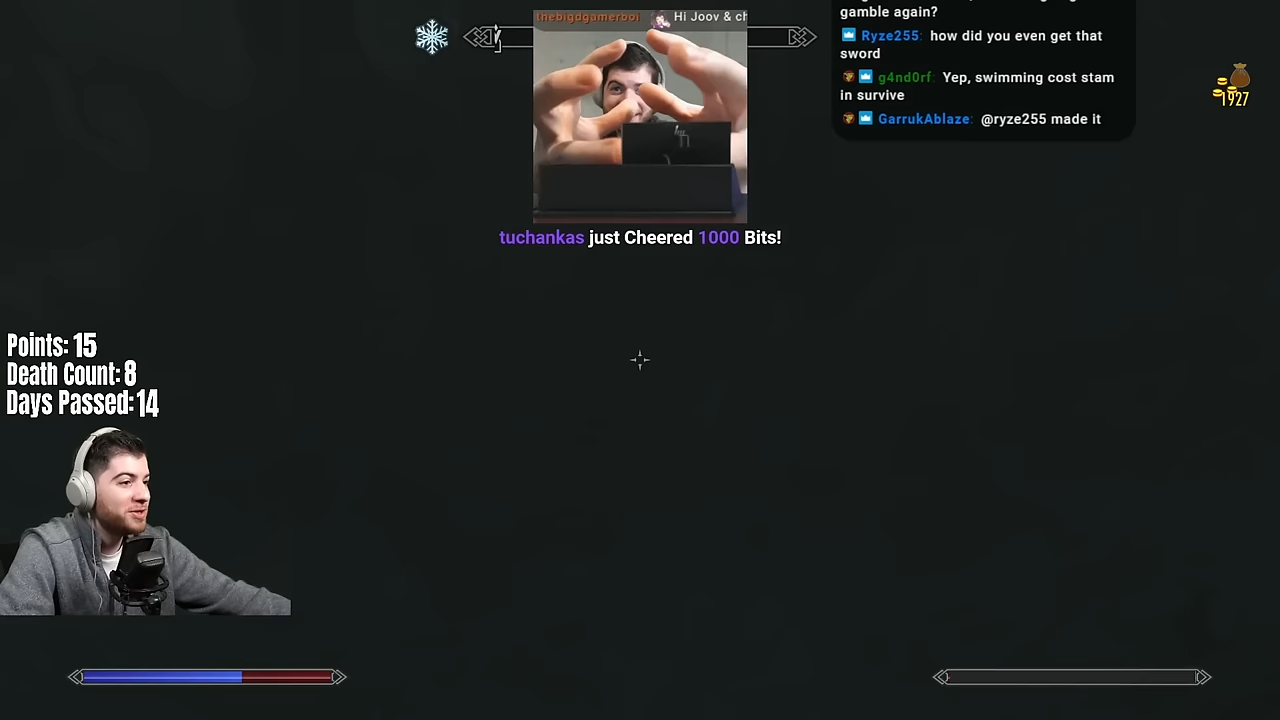 thebigdgamerboi Hi Joov & ch
gamble again?
Ryze255: how did you even get that
sword
g4nd0rf: Yep, swimming cost stam
in survive
GarrukAblaze: @ryze255 made it
1927
hp
tuchankas just Cheered 1000 Bits!
Points: 15
Death Count: 8
Days Passed: 14